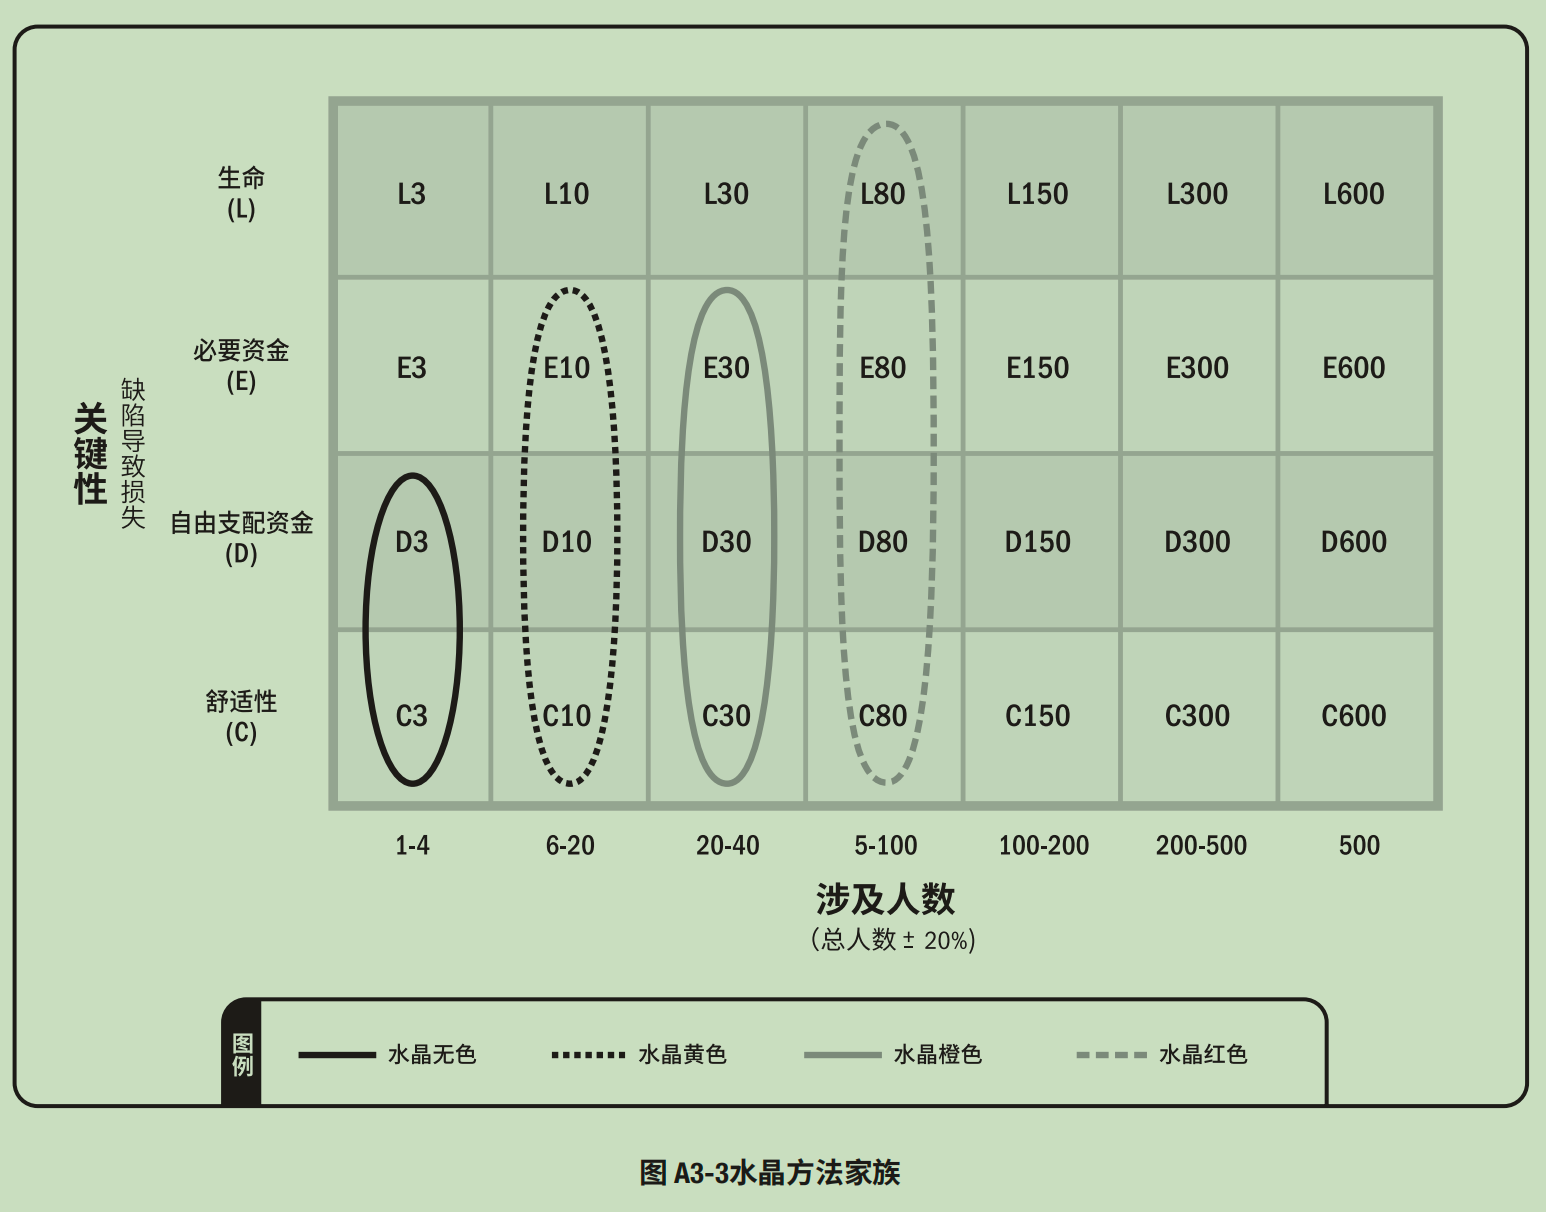 生命
(L)
L3 L10 L30 L80 L150 L300 L600
必要资金
(E)
E3 E10 E30 E80 E150 E300 E600
关键性
缺陷导致损失
自由支配资金
(D)
D3 D10 D30 D80 D150 D300 D600
舒适性
(C)
C3 C10 C30 C80 C150 C300 C600
1-4 6-20 20-40 5-100 100-200 200-500 500
涉及人数
（总人数 ± 20%)
图例
水晶无色 水晶黄色 水晶橙色 水晶红色
图 A3-3水晶方法家族